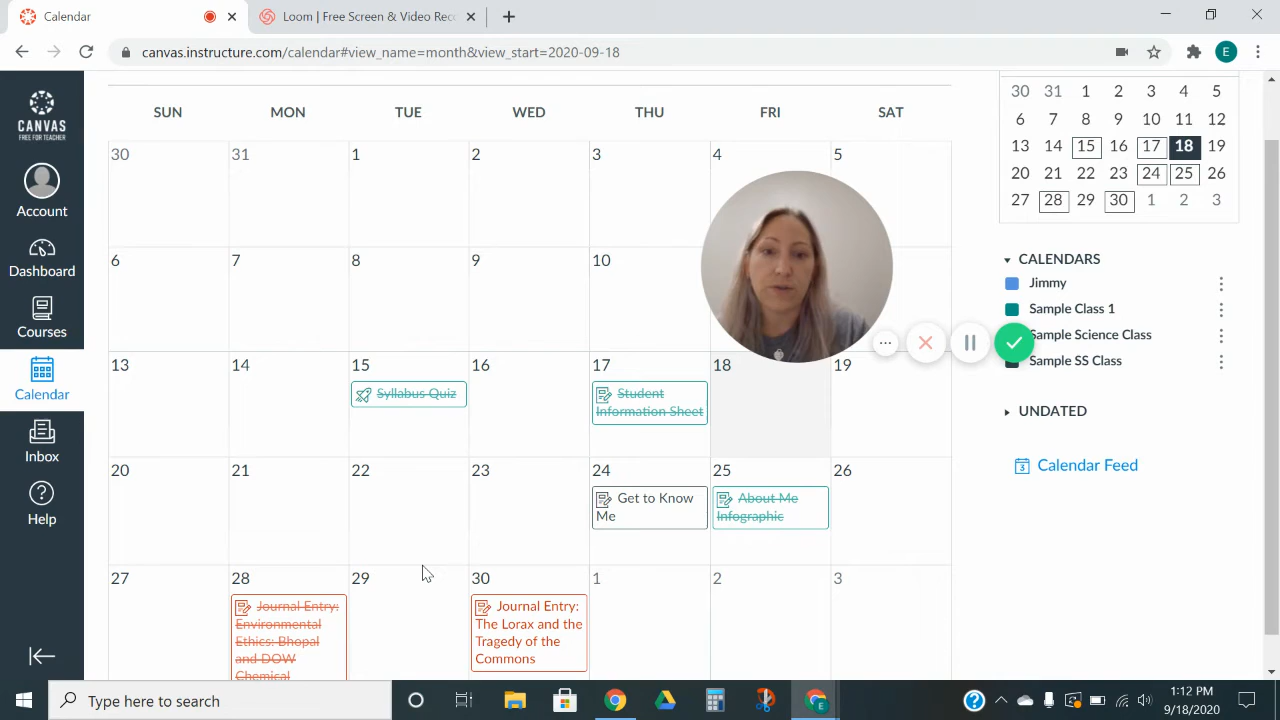 Calendar
Loom | Free Screen & Video Rec
canvas.instructure.com/calendar#view_name=month&view_start=2020-09-18
E
CANVAS
FREE FOR TEACHER
Account
Dashboard
Courses
Calendar
Inbox
Help
SUN MON TUE WED THU FRI SAT
30 31 1 2 3 4 5
6 7 8 9 10
13 14 15 16 17 18 19
Syllabus Quiz
Student
Information Sheet
20 21 22 23 24 25 26
Get to Know
Me
About Me
Infographic
27 28 29 30 1 2 3
Journal Entry:
Environmental
Ethics: Bhopal
and DOW
Chemical
Journal Entry:
The Lorax and the
Tragedy of the
Commons
30 31 1 2 3 4 5
6 7 8 9 10 11 12
13 14 15 16 17 18 19
20 21 22 23 24 25 26
27 28 29 30 1 2 3
CALENDARS
Jimmy
Sample Class 1
Sample Science Class
Sample SS Class
UNDATED
Calendar Feed
Type here to search
1:12 PM
9/18/2020